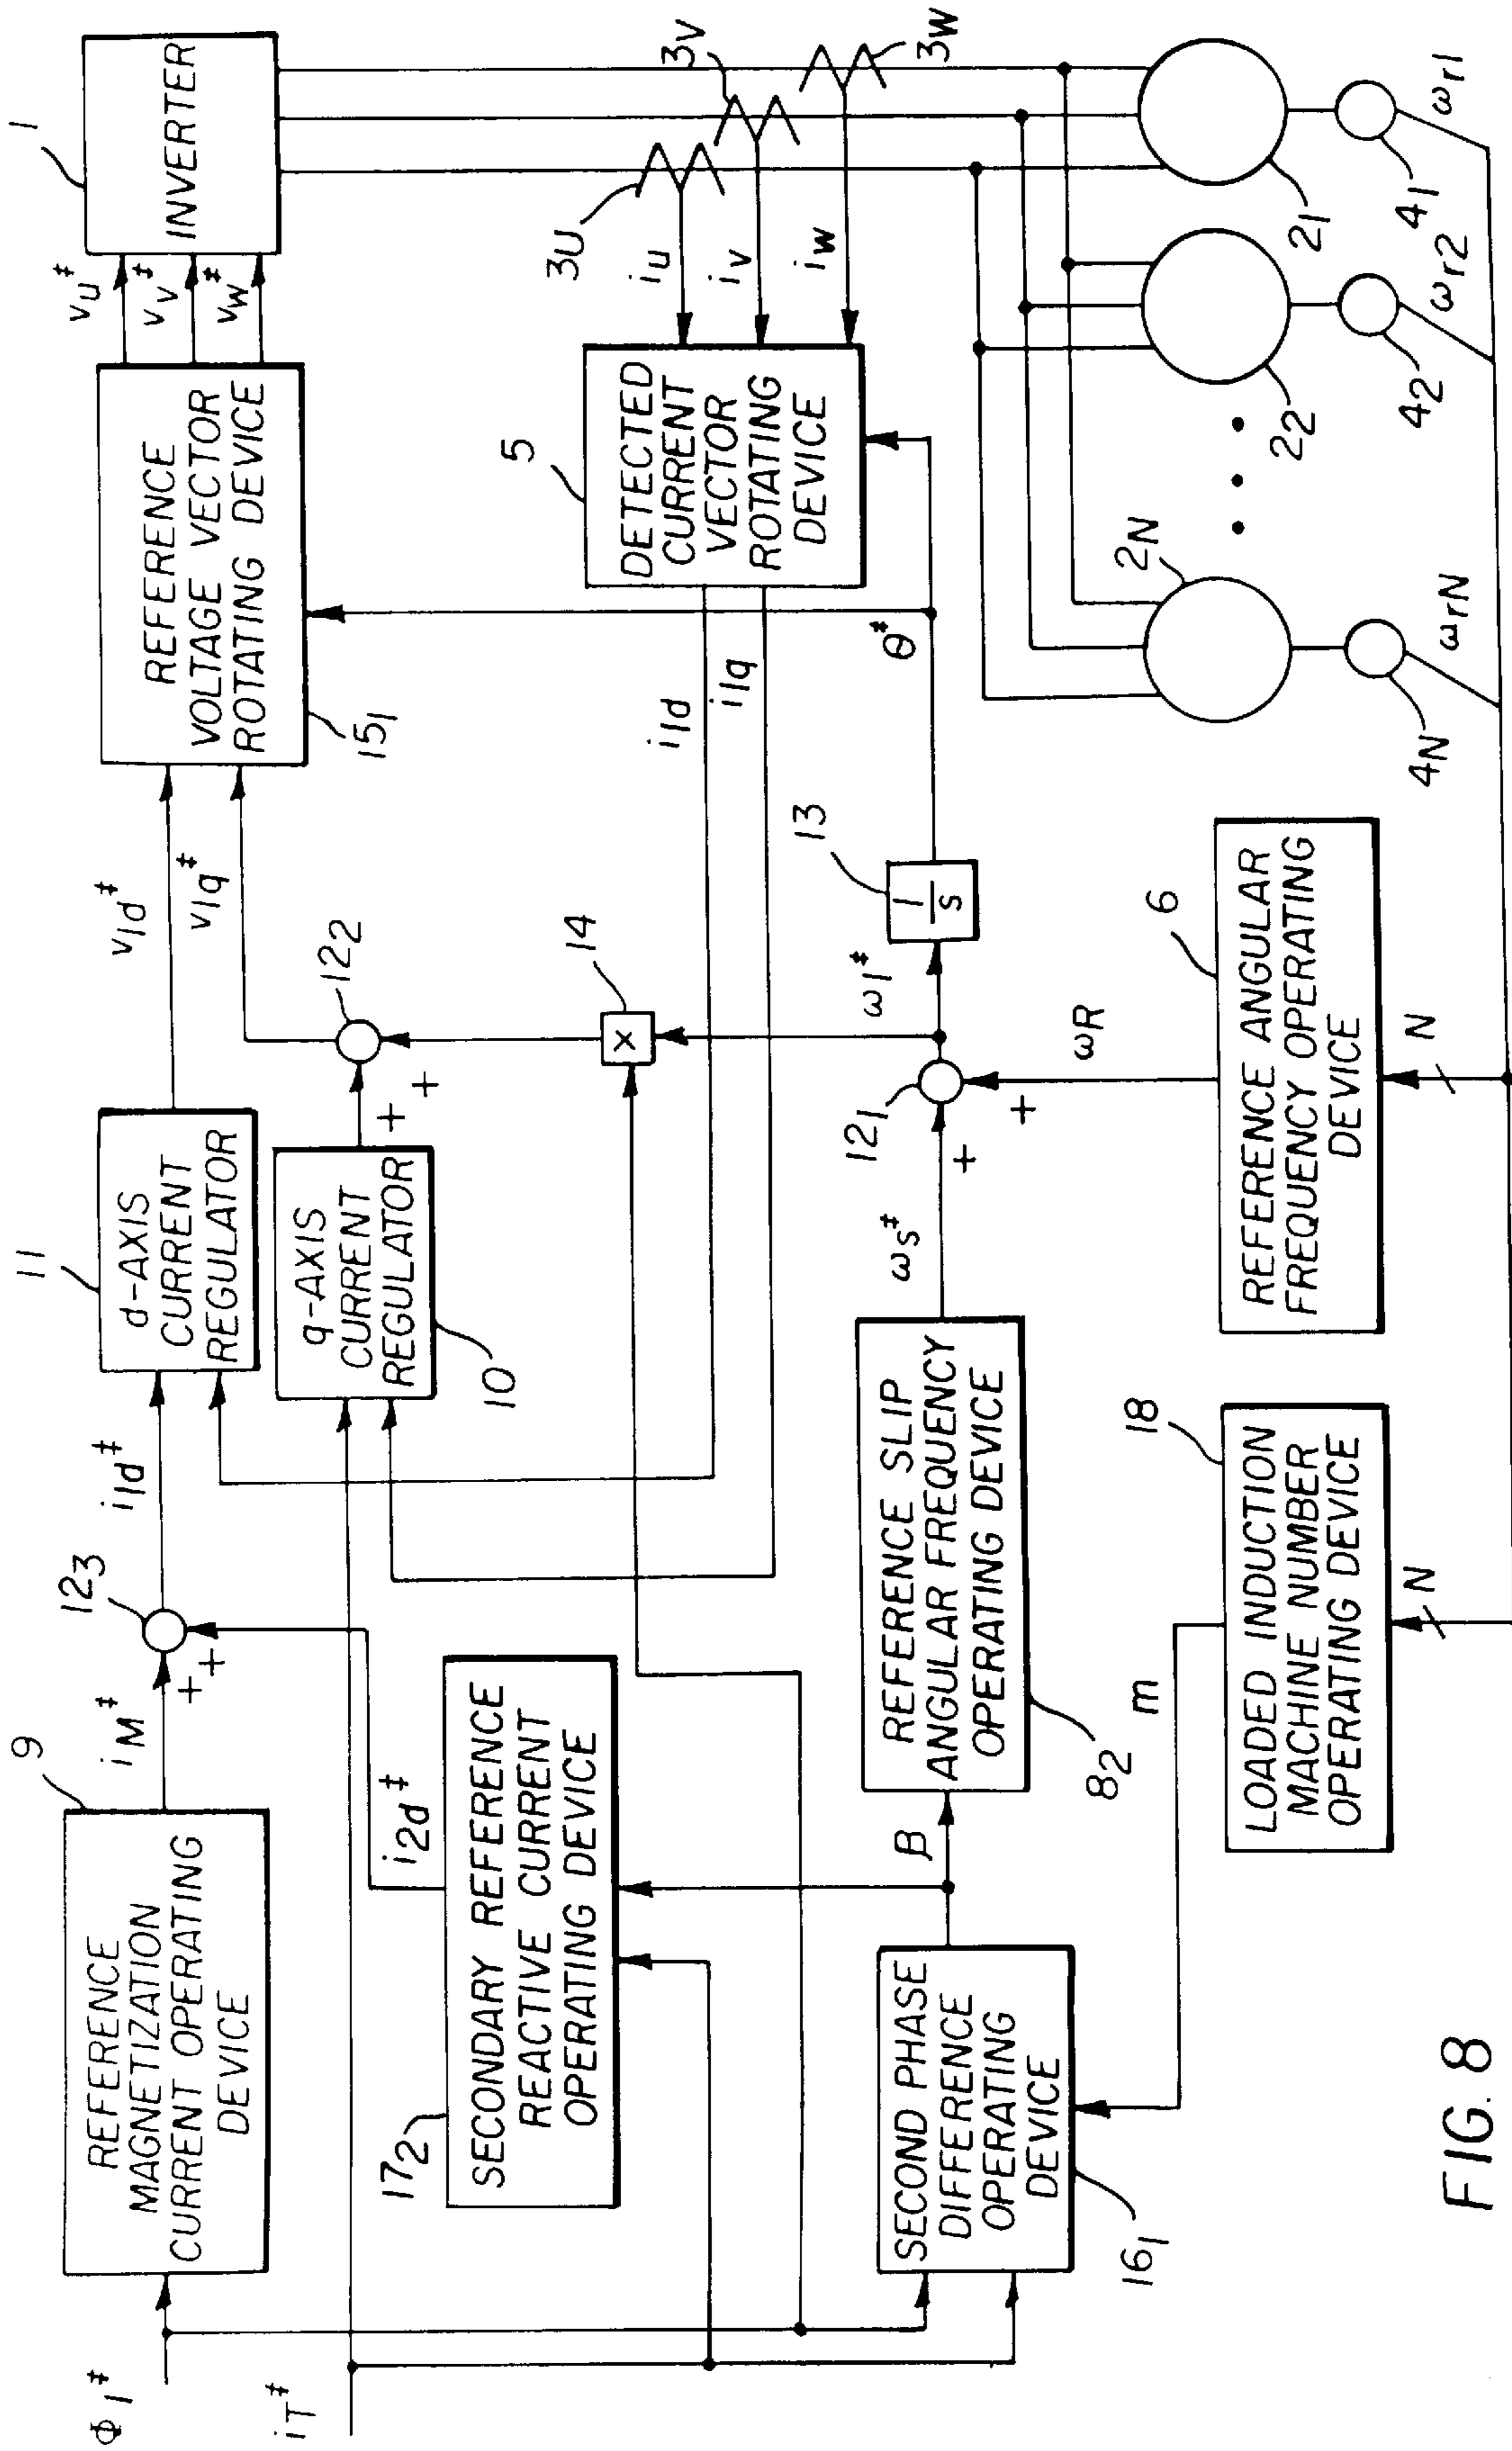 Φ1‡
iT‡
REFERENCE
MAGNETIZATION
CURRENT OPERATING
DEVICE
9
iM‡
+
+
12₃
i1d‡
11
d-AXIS
CURRENT
REGULATOR
v1d‡
v1q‡
REFERENCE
VOLTAGE VECTOR
ROTATING DEVICE
15₁
vu‡
vv‡
vw‡
1
INVERTER
q-AXIS
CURRENT
REGULATOR
10
+
+
12₂
SECONDARY REFERENCE
REACTIVE CURRENT
OPERATING DEVICE
17₂
i2d‡
X
14
i1d
i1q
5
DETECTED
CURRENT
VECTOR
ROTATING
DEVICE
iu
iv
iw
3U
3V
3W
SECOND PHASE
DIFFERENCE
OPERATING
DEVICE
16₁
β
REFERENCE SLIP
ANGULAR FREQUENCY
OPERATING DEVICE
8₂
ωs‡
+
+
12₁
ω1‡
13
1
s
θ‡
ωR
m
18
LOADED INDUCTION
MACHINE NUMBER
OPERATING DEVICE
N
6
REFERENCE ANGULAR
FREQUENCY OPERATING
DEVICE
N
2N
2₂
2₁
4N
4₂
4₁
ωrN
ωr2
ωr1
FIG. 8